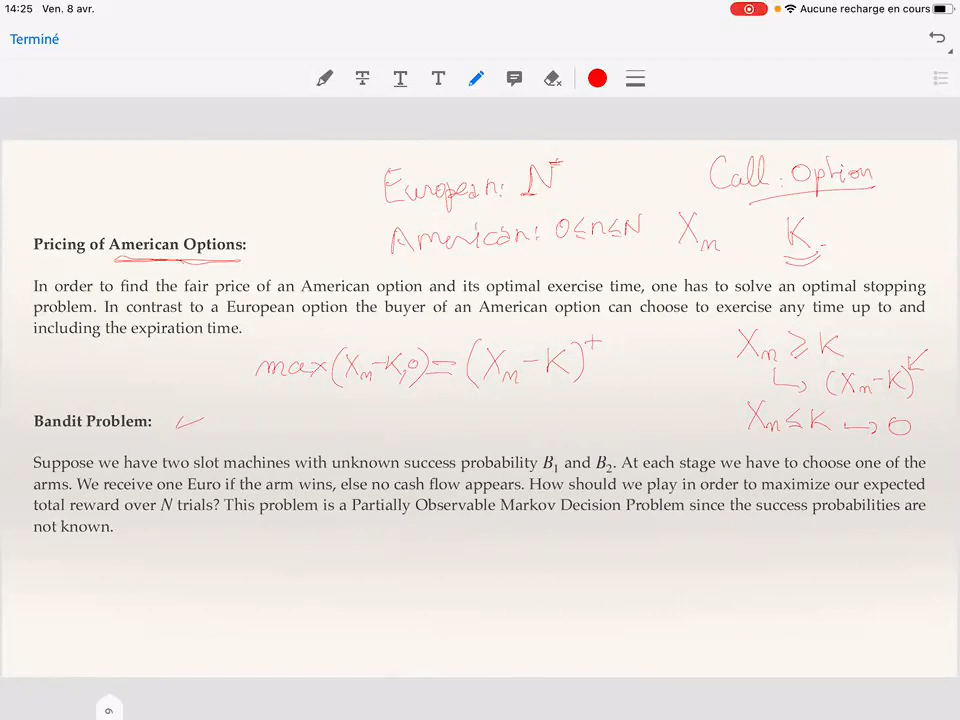 14:25 Ven. 8 avr.
Aucune recharge en cours
Terminé
European: N
Call Option
American: 0≤n≤N
X_n K
Pricing of American Options:
In order to find the fair price of an American option and its optimal exercise time, one has to solve an optimal stopping
problem. In contrast to a European option the buyer of an American option can choose to exercise any time up to and
including the expiration time.
X_n ≥ K
max(X_n-K,0)=(X_n-K)^+
↳ (X_n-K)
X_n ≤ K ↪ 0
Bandit Problem: ✓
Suppose we have two slot machines with unknown success probability B₁ and B₂. At each stage we have to choose one of the
arms. We receive one Euro if the arm wins, else no cash flow appears. How should we play in order to maximize our expected
total reward over N trials? This problem is a Partially Observable Markov Decision Problem since the success probabilities are
not known.
9